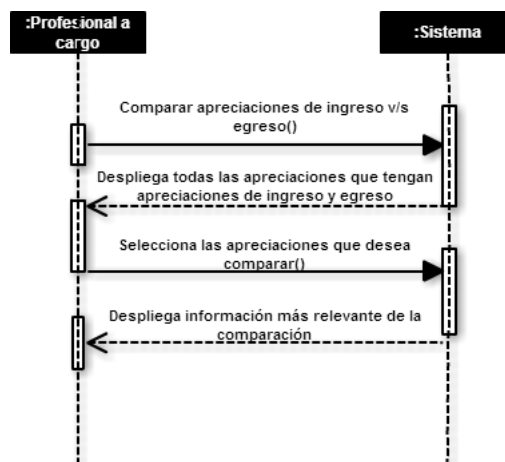 :Profesional a
cargo
:Sistema
Comparar apreciaciones de ingreso v/s
egreso()
Despliega todas las apreciaciones que tengan
apreciaciones de ingreso y egreso
Selecciona las apreciaciones que desea
comparar()
Despliega información más relevante de la
comparación